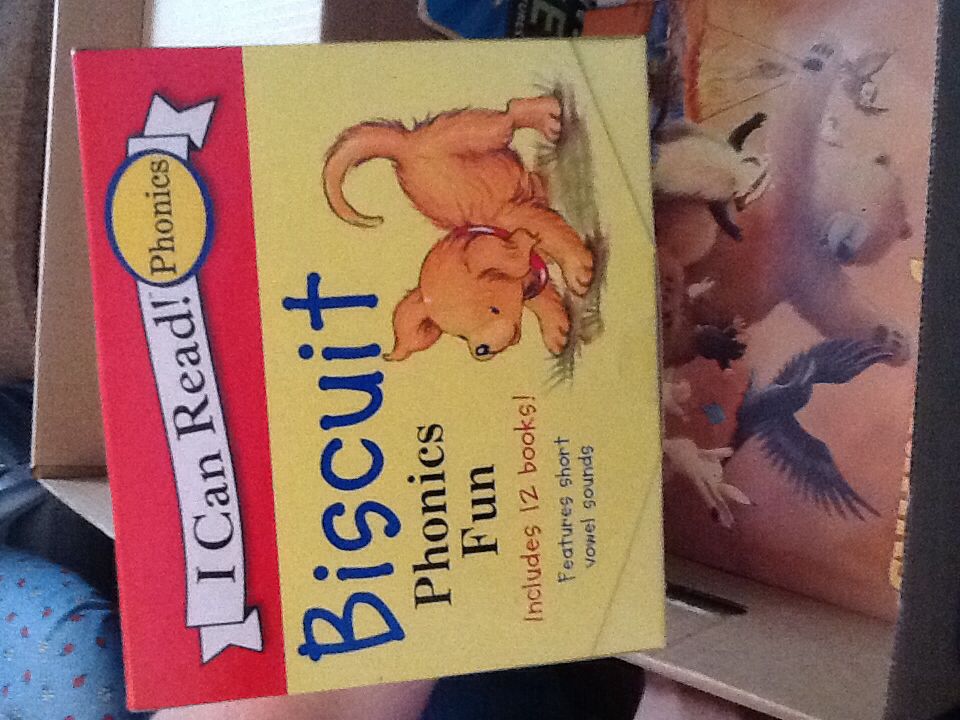 I Can Read!
Phonics
Biscuit
Phonics
Fun
Includes 12 books!
Features short
vowel sounds